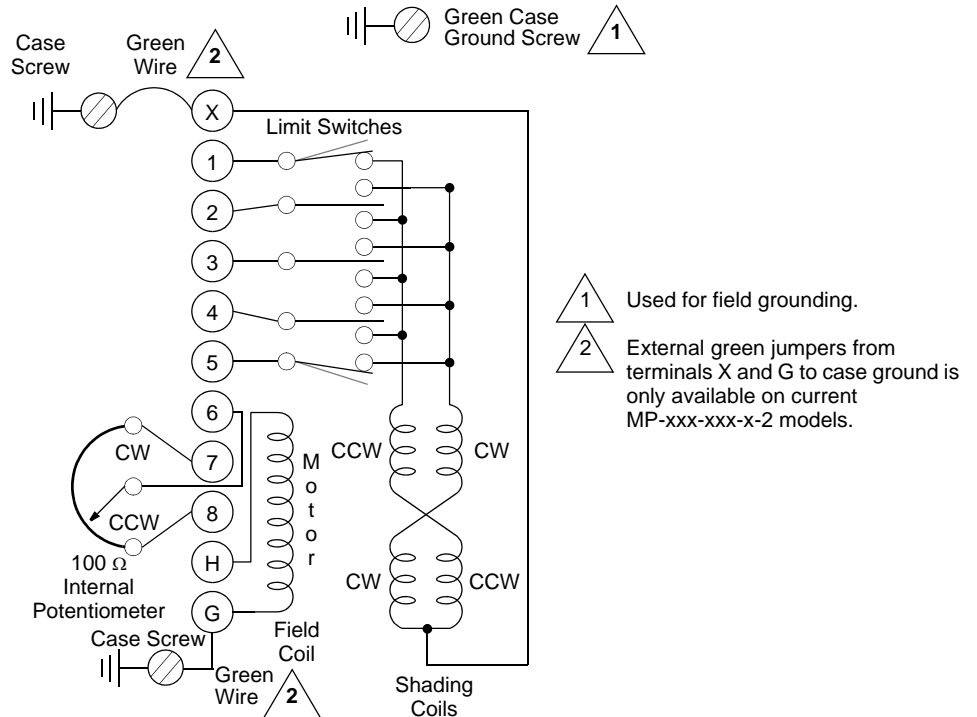 Green Case
Ground Screw
1
Case
Screw
Green
Wire
2
X
Limit Switches
1
2
3
4
5
6
7
8
H
G
CW
CCW
100 Ω
Internal
Potentiometer
Motor
Field
Coil
CCW
CW
CW
CCW
Shading
Coils
Case Screw
Green
Wire
2
1
Used for field grounding.
2
External green jumpers from
terminals X and G to case ground is
only available on current
MP-xxx-xxx-x-2 models.